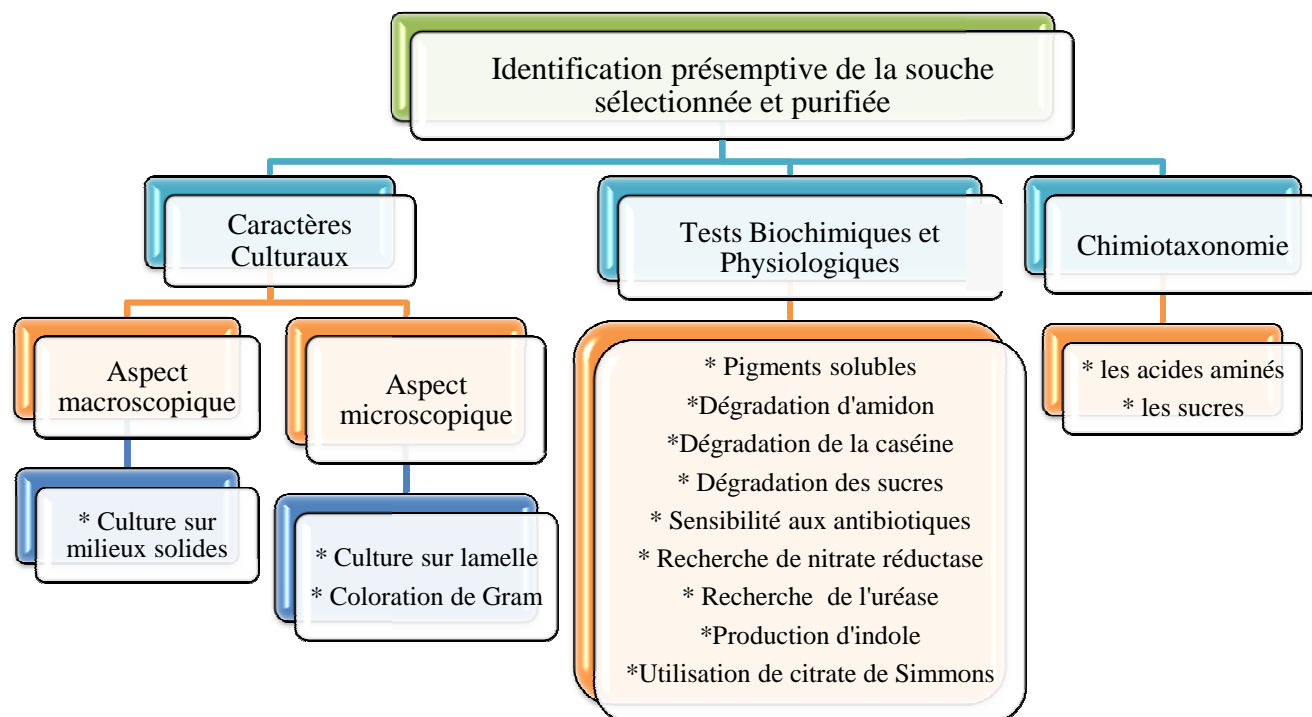 Identification présemptive de la souche
sélectionnée et purifiée
Caractères
Culturaux
Tests Biochimiques et
Physiologiques
Chimiotaxonomie
Aspect
macroscopique
Aspect
microscopique
* Culture sur
milieux solides
* Culture sur lamelle
* Coloration de Gram
* Pigments solubles
*Dégradation d'amidon
*Dégradation de la caséine
* Dégradation des sucres
* Sensibilité aux antibiotiques
* Recherche de nitrate réductase
* Recherche de l'uréase
*Production d'indole
*Utilisation de citrate de Simmons
* les acides aminés
* les sucres